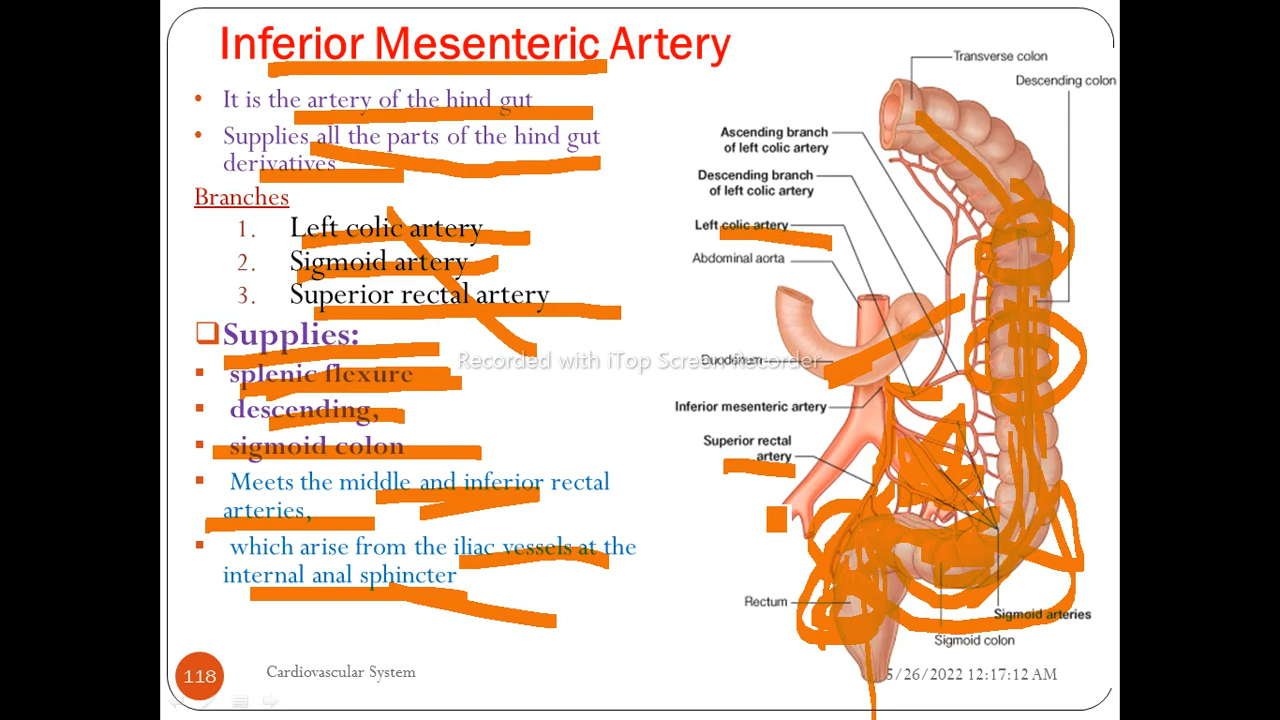 Inferior Mesenteric Artery
• It is the artery of the hind gut
• Supplies all the parts of the hind gut
derivatives
Branches
1. Left colic artery
2. Sigmoid artery
3. Superior rectal artery
Supplies:
splenic flexure
descending,
sigmoid colon
Meets the middle and inferior rectal
arteries,
which arise from the iliac vessels at the
internal anal sphincter
Transverse colon
Descending colon
Ascending branch
of left colic artery
Descending branch
of left colic artery
Left colic artery
Abdominal aorta
Duodenum
Recorded with iTop Screen Recorder
Inferior mesenteric artery
Superior rectal
artery
Rectum
Sigmoid arteries
Sigmoid colon
118
Cardiovascular System
5/26/2022 12:17:12 AM